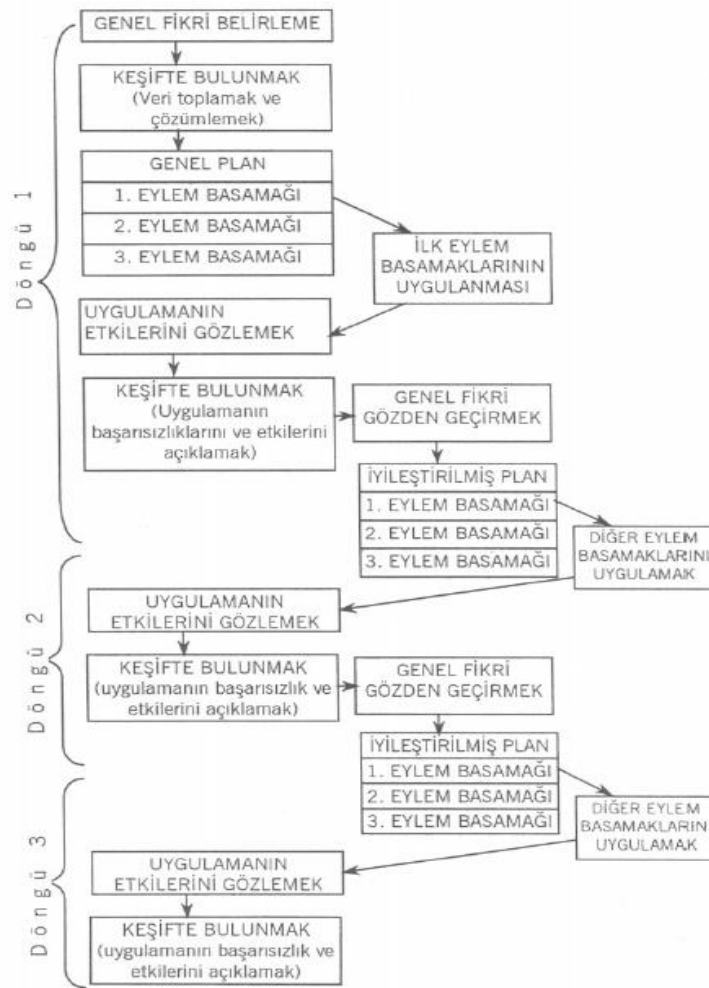 GENEL FİKRİ BELİRLEME
KEŞİFTE BULUNMAK
(Veri toplamak ve
çözümlemek)
GENEL PLAN
1. EYLEM BASAMAĞI
2. EYLEM BASAMAĞI
3. EYLEM BASAMAĞI
Döngü 1
İLK EYLEM
BASAMAKLARININ
UYGULANMASI
UYGULAMANIN
ETKİLERİNİ GÖZLEMEK
KEŞİFTE BULUNMAK
(Uygulamanın
başarısızlıklarını ve etkilerini
açıklamak)
GENEL FİKRİ
GÖZDEN GEÇİRMEK
İYİLEŞTİRİLMİŞ PLAN
1. EYLEM BASAMAĞI
2. EYLEM BASAMAĞI
3. EYLEM BASAMAĞI
DİĞER EYLEM
BASAMAKLARINI
UYGULAMAK
Döngü 2
UYGULAMANIN
ETKİLERİNİ GÖZLEMEK
KEŞİFTE BULUNMAK
(uygulamanın başarısızlık ve
etkilerini açıklamak)
GENEL FİKRİ
GÖZDEN GEÇİRMEK
İYİLEŞTİRİLMİŞ PLAN
1. EYLEM BASAMAĞI
2. EYLEM BASAMAĞI
3. EYLEM BASAMAĞI
DİĞER EYLEM
BASAMAKLARIN
UYGULAMAK
Döngü 3
UYGULAMANIN
ETKİLERİNİ GÖZLEMEK
KEŞİFTE BULUNMAK
(uygulamanın başarısızlık ve
etkilerini açıklamak)